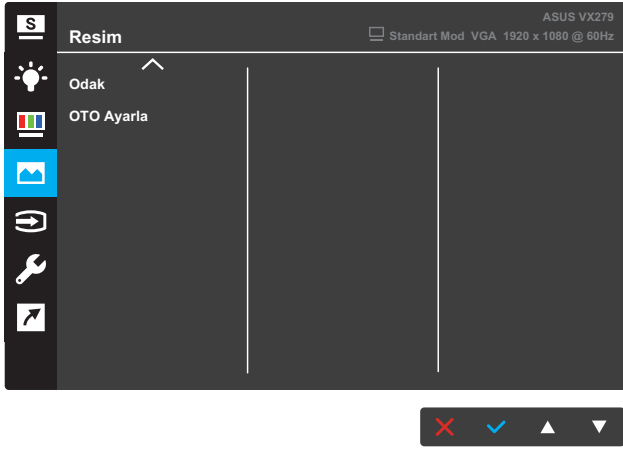 S
ASUS VX279
Resim
Standart Mod VGA 1920 x 1080 @ 60Hz
Odak
OTO Ayarla